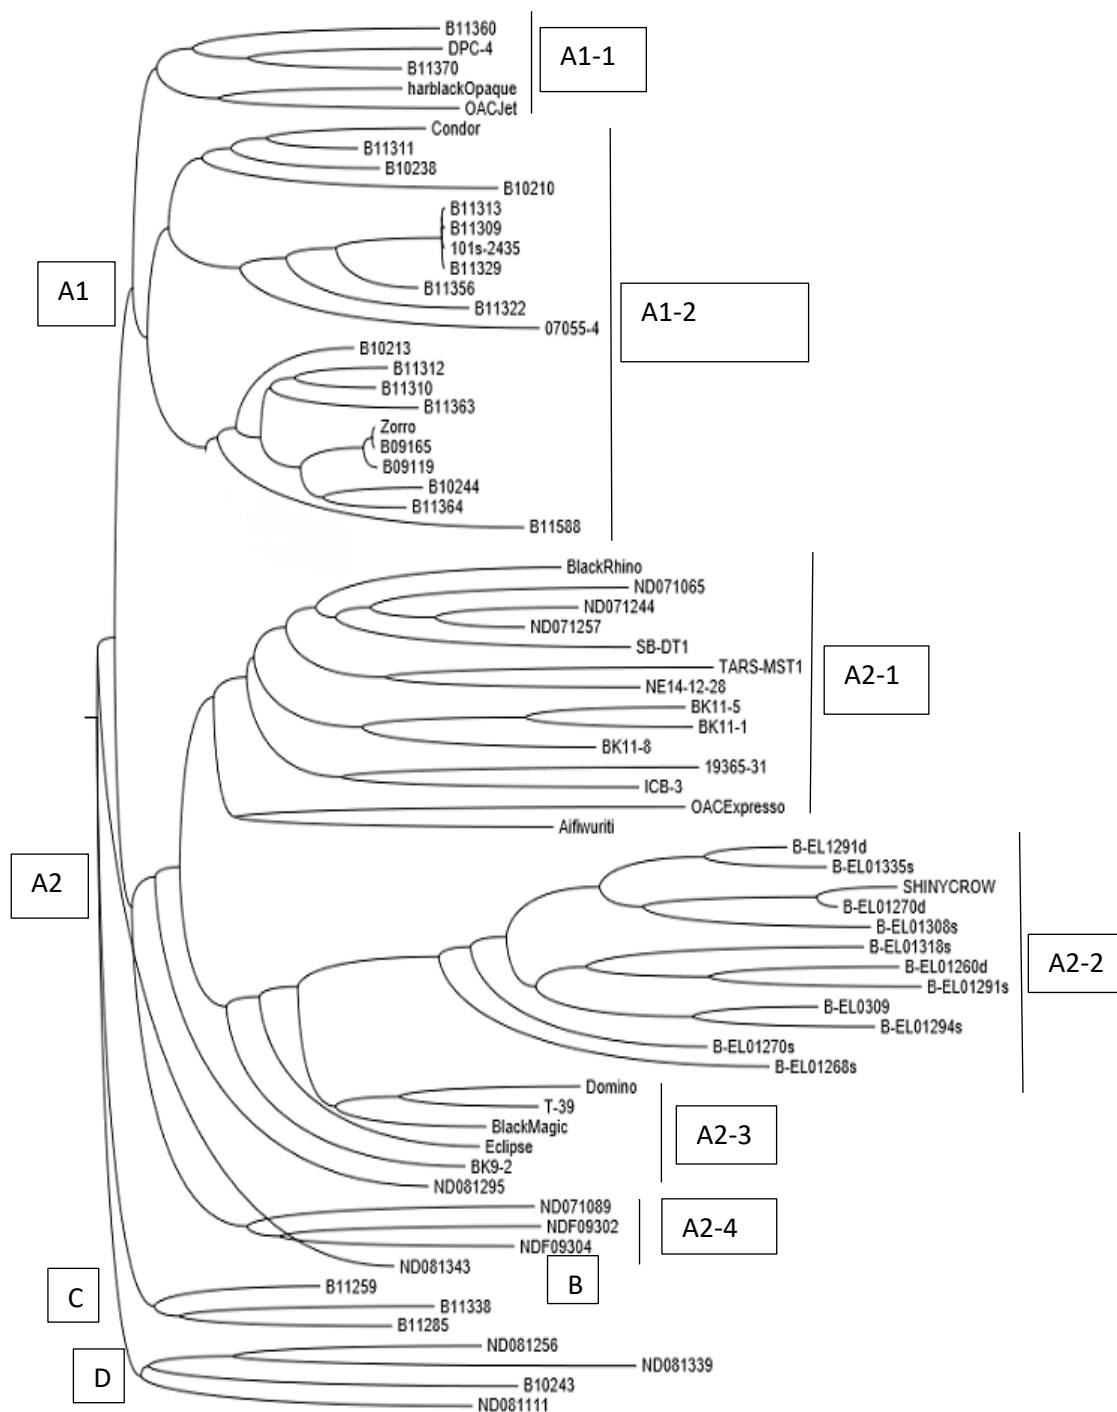 B11360
DPC-4
A1-1
B11370
harblackOpaque
OACJet
Condor
B11311
B10238
B10210
B11313
B11309
101s-2435
B11329
A1
B11356
B11322
A1-2
07055-4
B10213
B11312
B11310
B11363
Zorro
B09165
B09119
B10244
B11364
B11588
BlackRhino
ND071065
ND071244
ND071257
SB-DT1
TARS-MST1
A2-1
NE14-12-28
BK11-5
BK11-1
BK11-8
19365-31
ICB-3
OACExpresso
Aifiwuriti
B-EL1291d
B-EL01335s
A2
SHINYCROW
B-EL01270d
B-EL01308s
B-EL01318s
A2-2
B-EL01260d
B-EL01291s
B-EL0309
B-EL01294s
B-EL01270s
B-EL01268s
Domino
T-39
BlackMagic
A2-3
Eclipse
BK9-2
ND081295
ND071089
NDF09302
A2-4
NDF09304
ND081343
B
B11259
C
B11338
B11285
ND081256
ND081339
D
B10243
ND081111